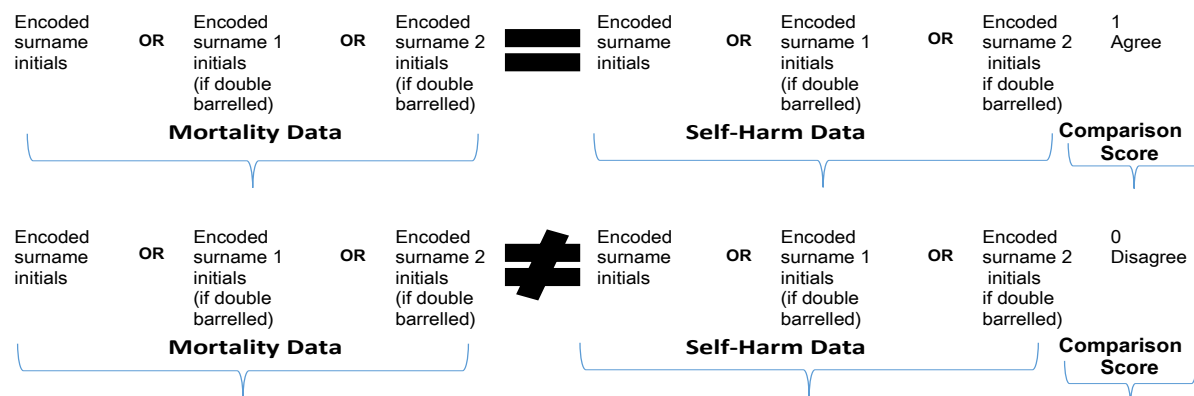 Encoded
surname
initials
OR
Encoded
surname 1
initials
(if double
barrelled)
OR
Encoded
surname 2
initials
(if double
barrelled)
Encoded
surname
initials
OR
Encoded
surname 1
initials
(if double
barrelled)
OR
Encoded
surname 2
initials
if double
barrelled)
1
Agree
Mortality Data
Self-Harm Data
Comparison
Score
Encoded
surname
initials
OR
Encoded
surname 1
initials
(if double
barrelled)
OR
Encoded
surname 2
initials
(if double
barrelled)
Encoded
surname
initials
OR
Encoded
surname 1
initials
(if double
barrelled)
OR
Encoded
surname 2
initials
if double
barrelled)
0
Disagree
Mortality Data
Self-Harm Data
Comparison
Score